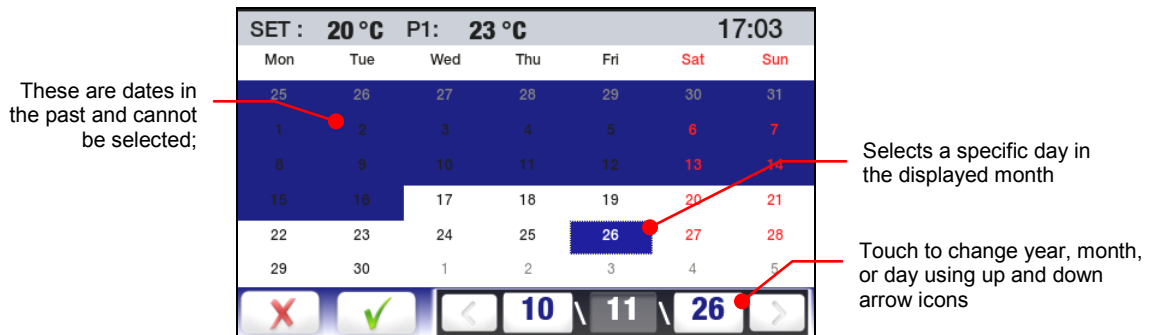 SET : 20 °C P1: 23 °C 17:03
Mon Tue Wed Thu Fri Sat Sun
25 26 27 28 29 30 31
1 2 3 4 5 6 7
8 9 10 11 12 13 14
15 16 17 18 19 20 21
22 23 24 25 26 27 28
29 30 1 2 3 4 5
10 \ 11 \ 26
These are dates in
the past and cannot
be selected;
Selects a specific day in
the displayed month
Touch to change year, month,
or day using up and down
arrow icons